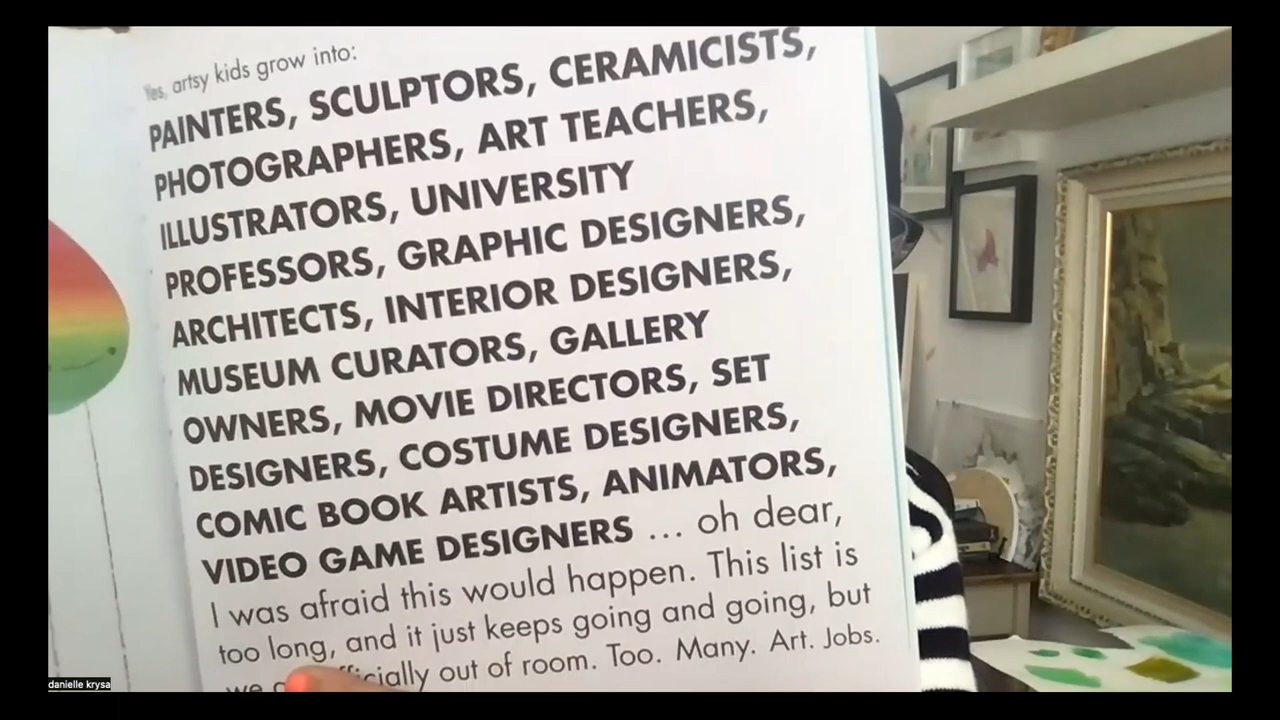 Yes, artsy kids grow into:
PAINTERS, SCULPTORS, CERAMICISTS,
PHOTOGRAPHERS, ART TEACHERS,
ILLUSTRATORS, UNIVERSITY
PROFESSORS, GRAPHIC DESIGNERS,
ARCHITECTS, INTERIOR DESIGNERS,
MUSEUM CURATORS, GALLERY
OWNERS, MOVIE DIRECTORS, SET
DESIGNERS, COSTUME DESIGNERS,
COMIC BOOK ARTISTS, ANIMATORS,
VIDEO GAME DESIGNERS ... oh dear,
I was afraid this would happen. This list is
too long, and it just keeps going and going, but
we out of room. Too. Many. Art. Jobs.
danielle krysa